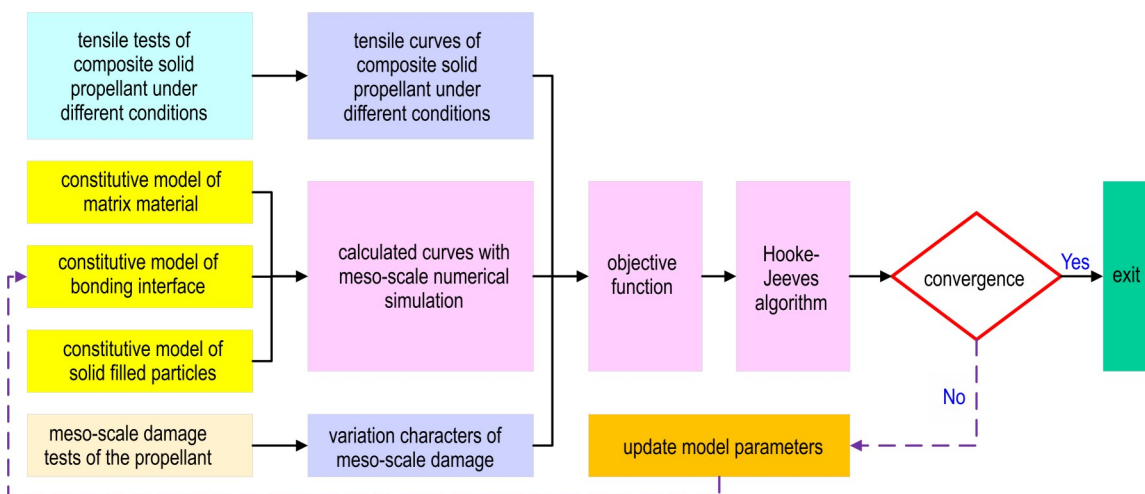 tensile tests of
composite solid
propellant under
different conditions
tensile curves of
composite solid
propellant under
different conditions
constitutive model of
matrix material
constitutive model of
bonding interface
constitutive model of
solid filled particles
calculated curves with
meso-scale numerical
simulation
objective
function
Hooke-
Jeeves
algorithm
convergence
Yes
exit
No
meso-scale damage
tests of the propellant
variation characters of
meso-scale damage
update model parameters